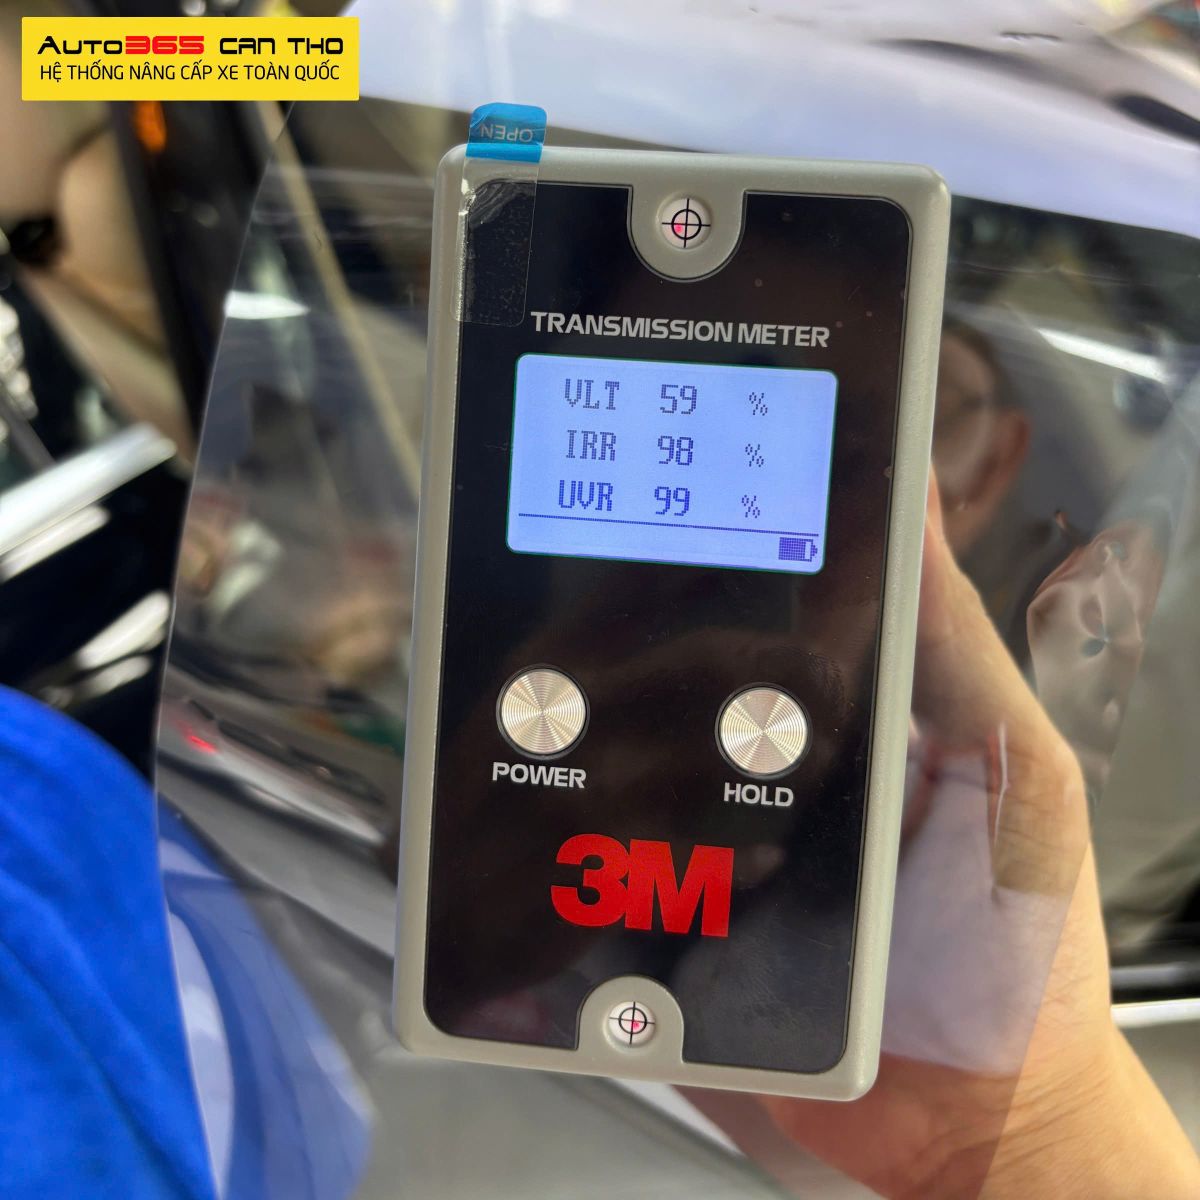 AUTO365 CAN THO
HỆ THỐNG NÂNG CẤP XE TOÀN QUỐC
OPEN
TRANSMISSION METER
VLT 59 %
IRR 98 %
UVR 99 %
POWER
HOLD
3M